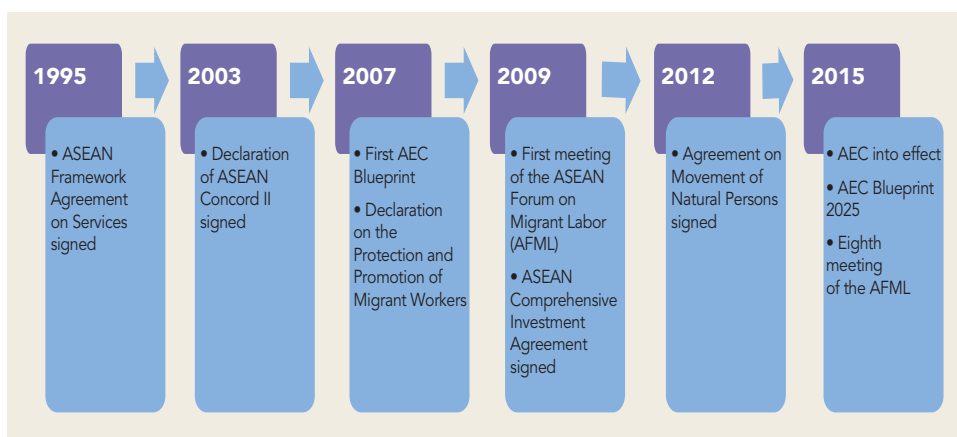 1995
• ASEAN
Framework
Agreement
on Services
signed
2003
• Declaration
of ASEAN
Concord II
signed
2007
• First AEC
Blueprint
• Declaration
on the
Protection and
Promotion of
Migrant Workers
2009
• First meeting
of the ASEAN
Forum on
Migrant Labor
(AFML)
• ASEAN
Comprehensive
Investment
Agreement
signed
2012
• Agreement on
Movement of
Natural Persons
signed
2015
• AEC into effect
• AEC Blueprint
2025
• Eighth
meeting
of the AFML